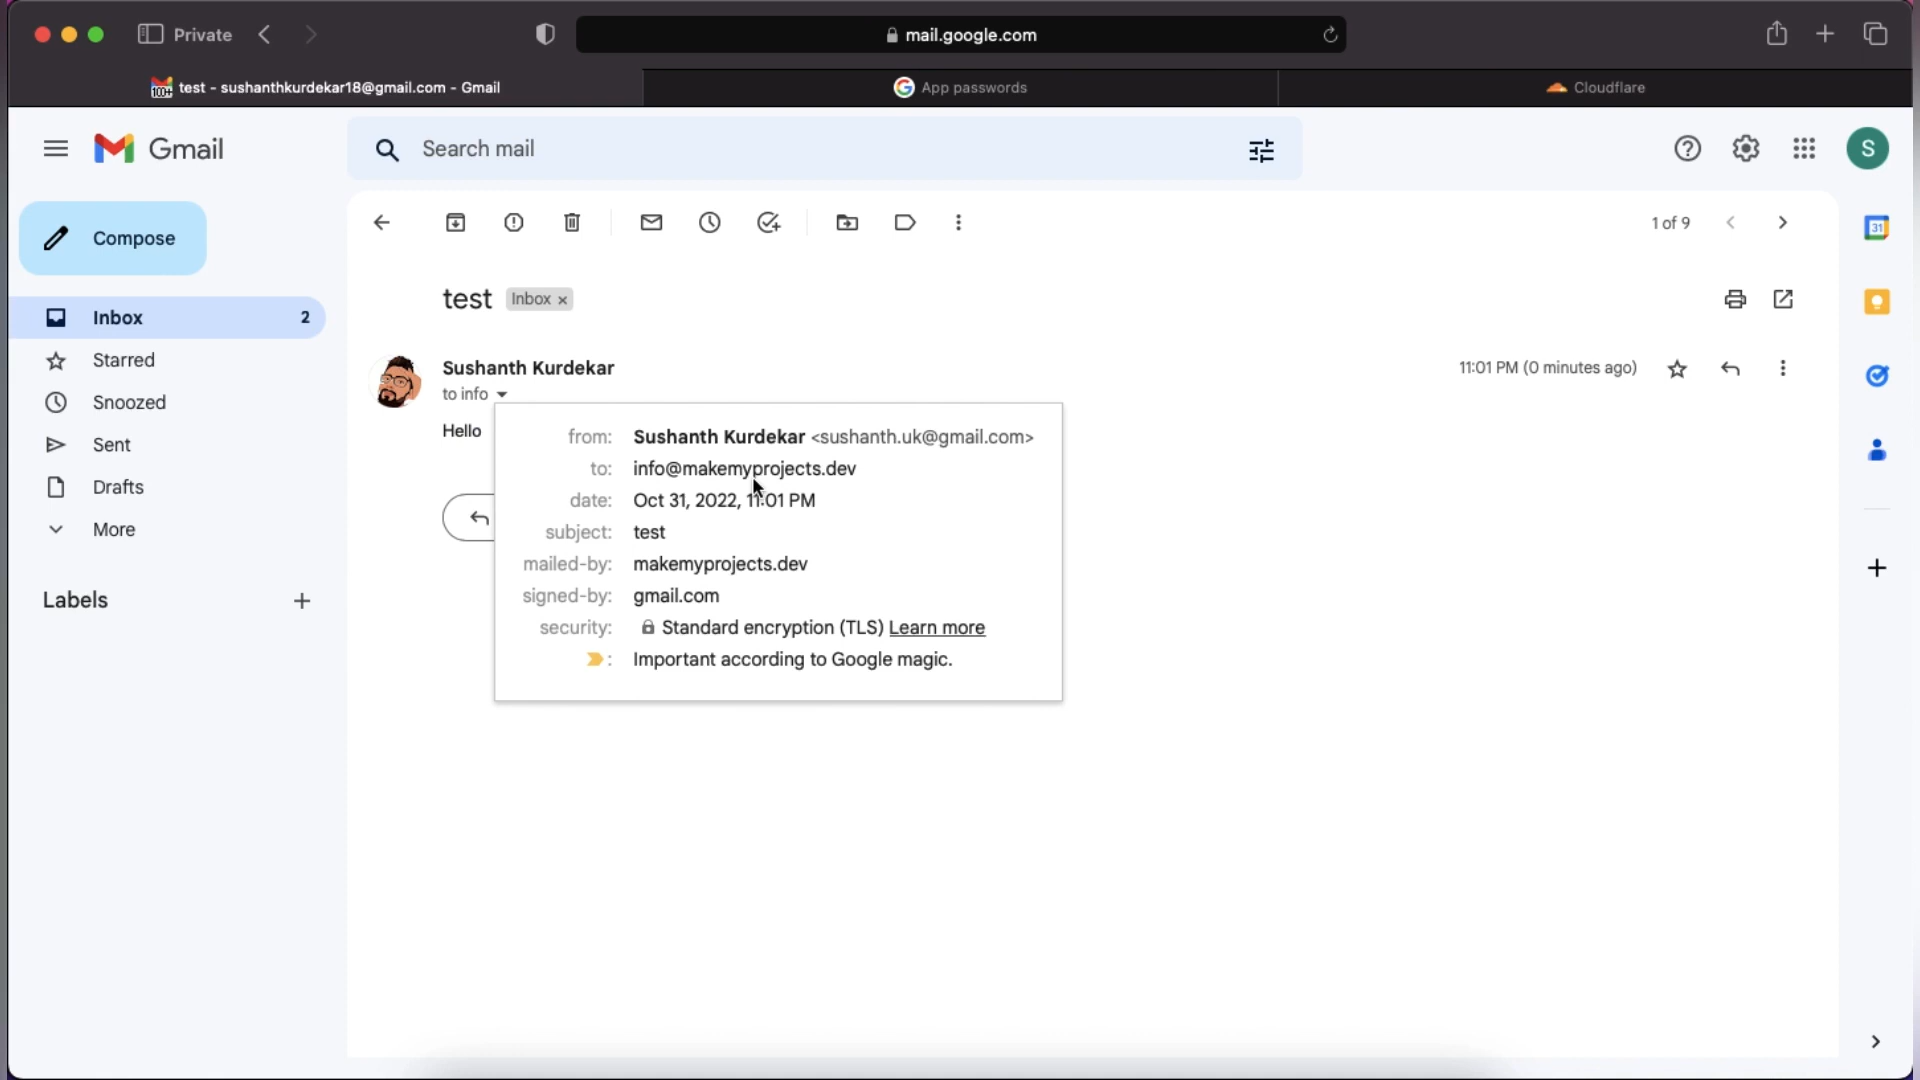 Private
mail.google.com
100+ test - sushanthkurdekar18@gmail.com - Gmail
App passwords
Cloudflare
Gmail
Search mail
S
Compose
1 of 9
31
Inbox 2
test Inbox ×
Starred
Sushanth Kurdekar
11:01 PM (0 minutes ago)
to info
Snoozed
Hello
from: Sushanth Kurdekar <sushanth.uk@gmail.com>
Sent
to: info@makemyprojects.dev
Drafts
date: Oct 31, 2022, 11:01 PM
More
subject: test
mailed-by: makemyprojects.dev
Labels
signed-by: gmail.com
security: Standard encryption (TLS) Learn more
: Important according to Google magic.